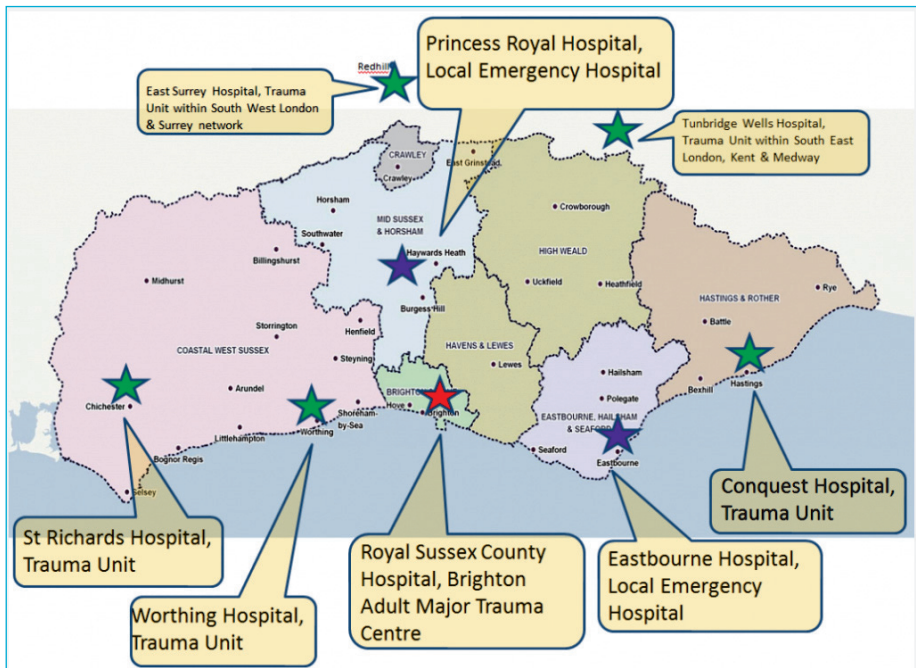 Redhill
Princess Royal Hospital,
Local Emergency Hospital
East Surrey Hospital, Trauma
Unit within South West London
& Surrey network
Tunbridge Wells Hospital,
Trauma Unit within South East
London, Kent & Medway
CRAWLEY
Crawley
East Grinstead
Horsham
Southwater
Billingshurst
MID SUSSEX
& HORSHAM
Haywards Heath
Burgess Hill
Crowborough
HIGH WEALD
Uckfield
Heathfield
HASTINGS & ROTHER
Rye
Battle
Bexhill
Hastings
Midhurst
Storrington
Henfield
COASTAL WEST SUSSEX
Steyning
Arundel
Chichester
Littlehampton
Worthing
Shoreham-
by-Sea
Bognor Regis
Selsey
HAVENS & LEWES
Lewes
Hove
Brighton
Hailsham
Polegate
EASTBOURNE, HAILSHAM
& SEAFORD
Seaford
Eastbourne
St Richards Hospital,
Trauma Unit
Worthing Hospital,
Trauma Unit
Royal Sussex County
Hospital, Brighton
Adult Major Trauma
Centre
Eastbourne Hospital,
Local Emergency
Hospital
Conquest Hospital,
Trauma Unit